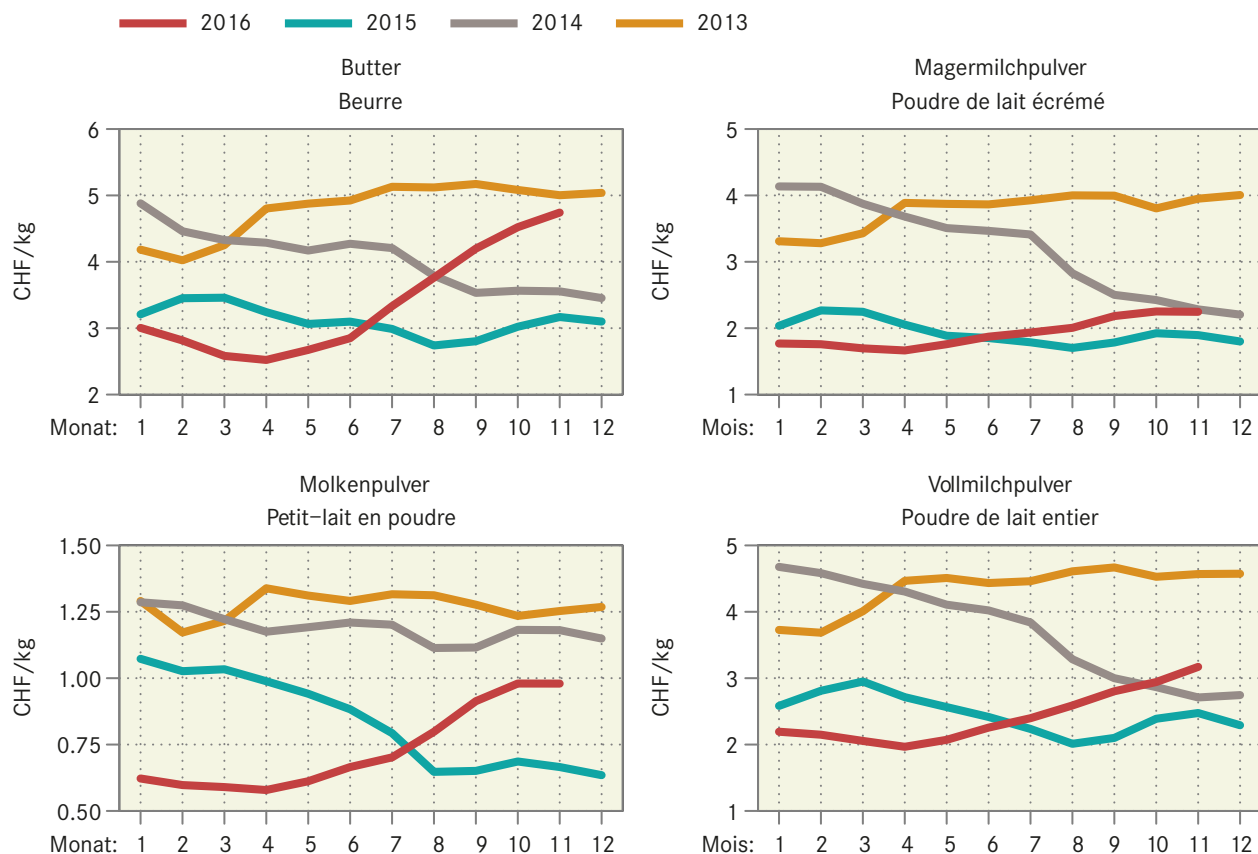 2016 2015 2014 2013
Butter
Beurre
CHF/kg
6
5
4
3
2
Monat: 1 2 3 4 5 6 7 8 9 10 11 12
Magermilchpulver
Poudre de lait écrémé
CHF/kg
5
4
3
2
1
Mois: 1 2 3 4 5 6 7 8 9 10 11 12
Molkenpulver
Petit-lait en poudre
CHF/kg
1.50
1.25
1.00
0.75
0.50
Monat: 1 2 3 4 5 6 7 8 9 10 11 12
Vollmilchpulver
Poudre de lait entier
CHF/kg
5
4
3
2
1
Mois: 1 2 3 4 5 6 7 8 9 10 11 12